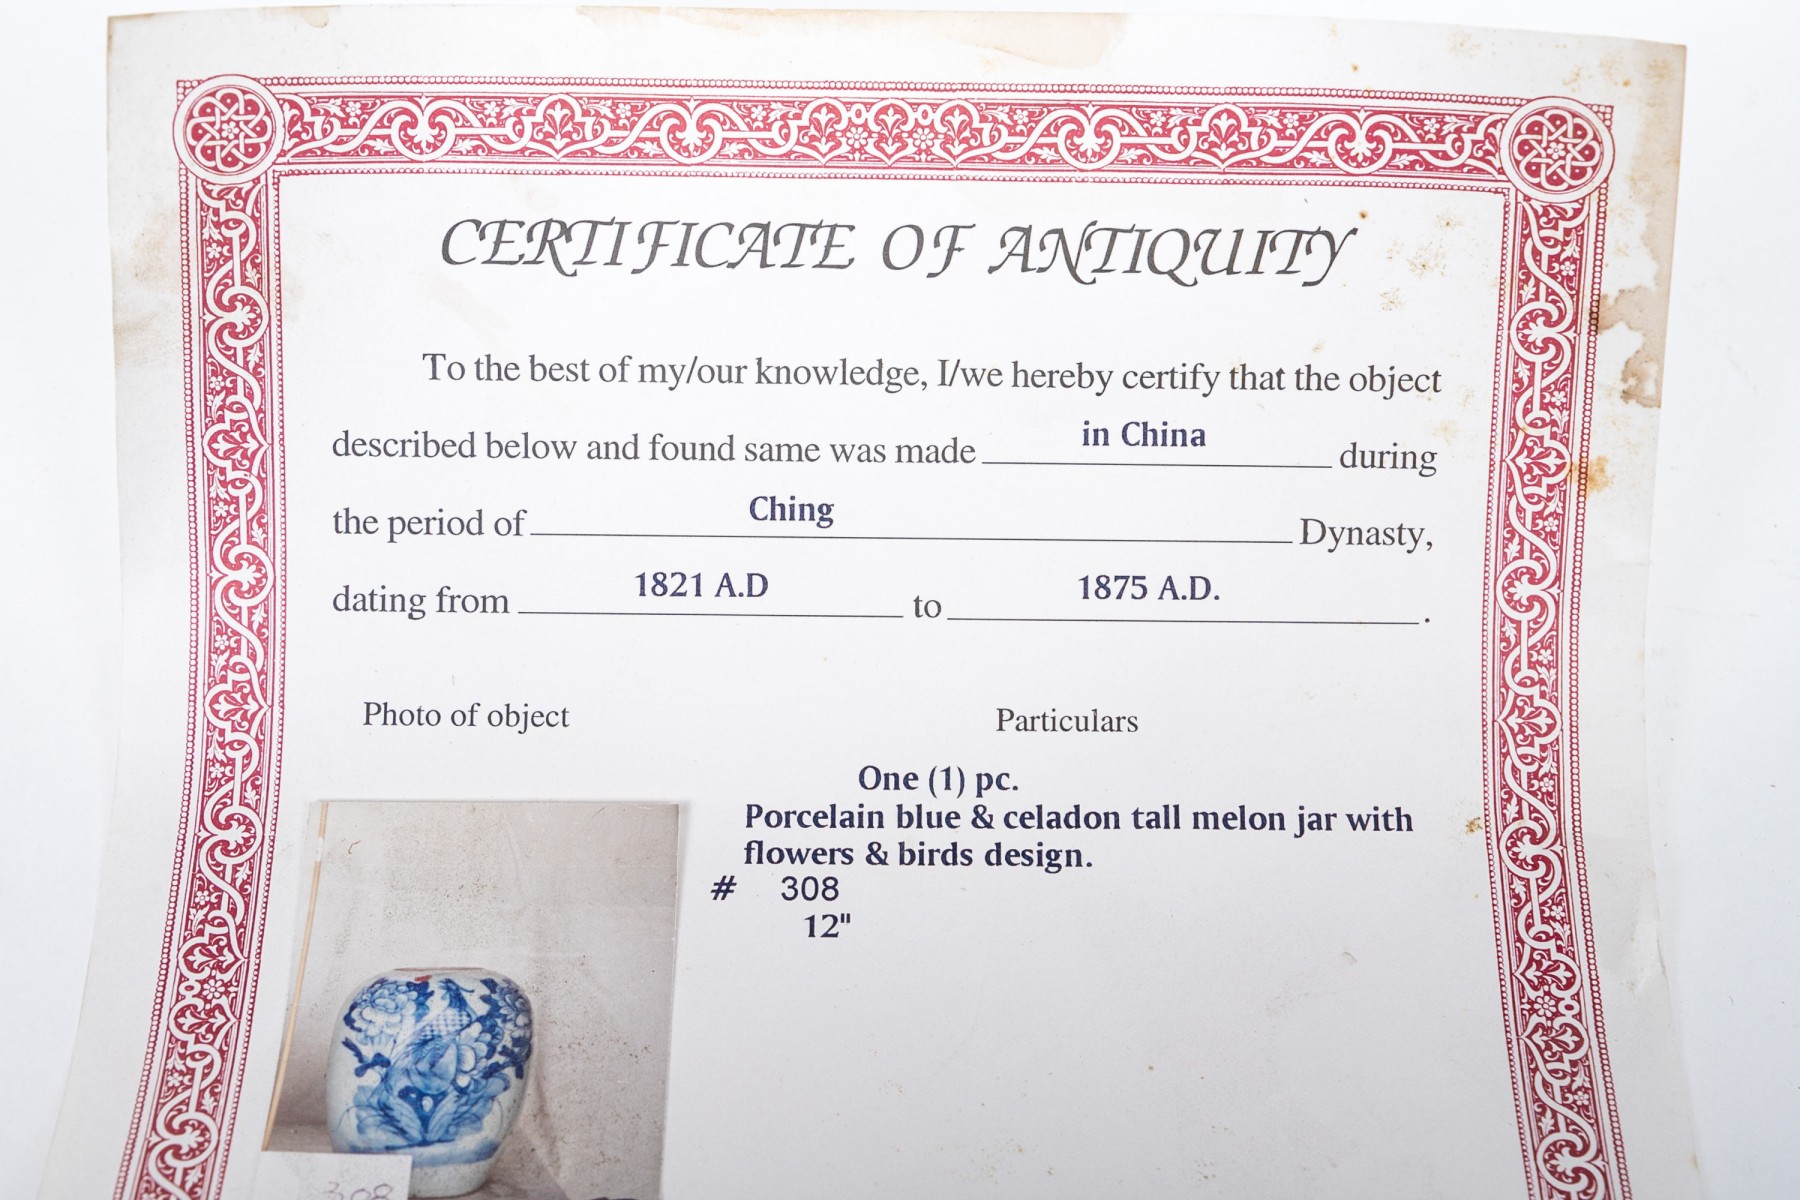 CERTIFICATE OF ANTIQUITY
To the best of my/our knowledge, I/we hereby certify that the object
described below and found same was made in China during
the period of Ching Dynasty,
dating from 1821 A.D to 1875 A.D. .
Photo of object
Particulars
One (1) pc.
Porcelain blue & celadon tall melon jar with
flowers & birds design.
# 308
12"
308